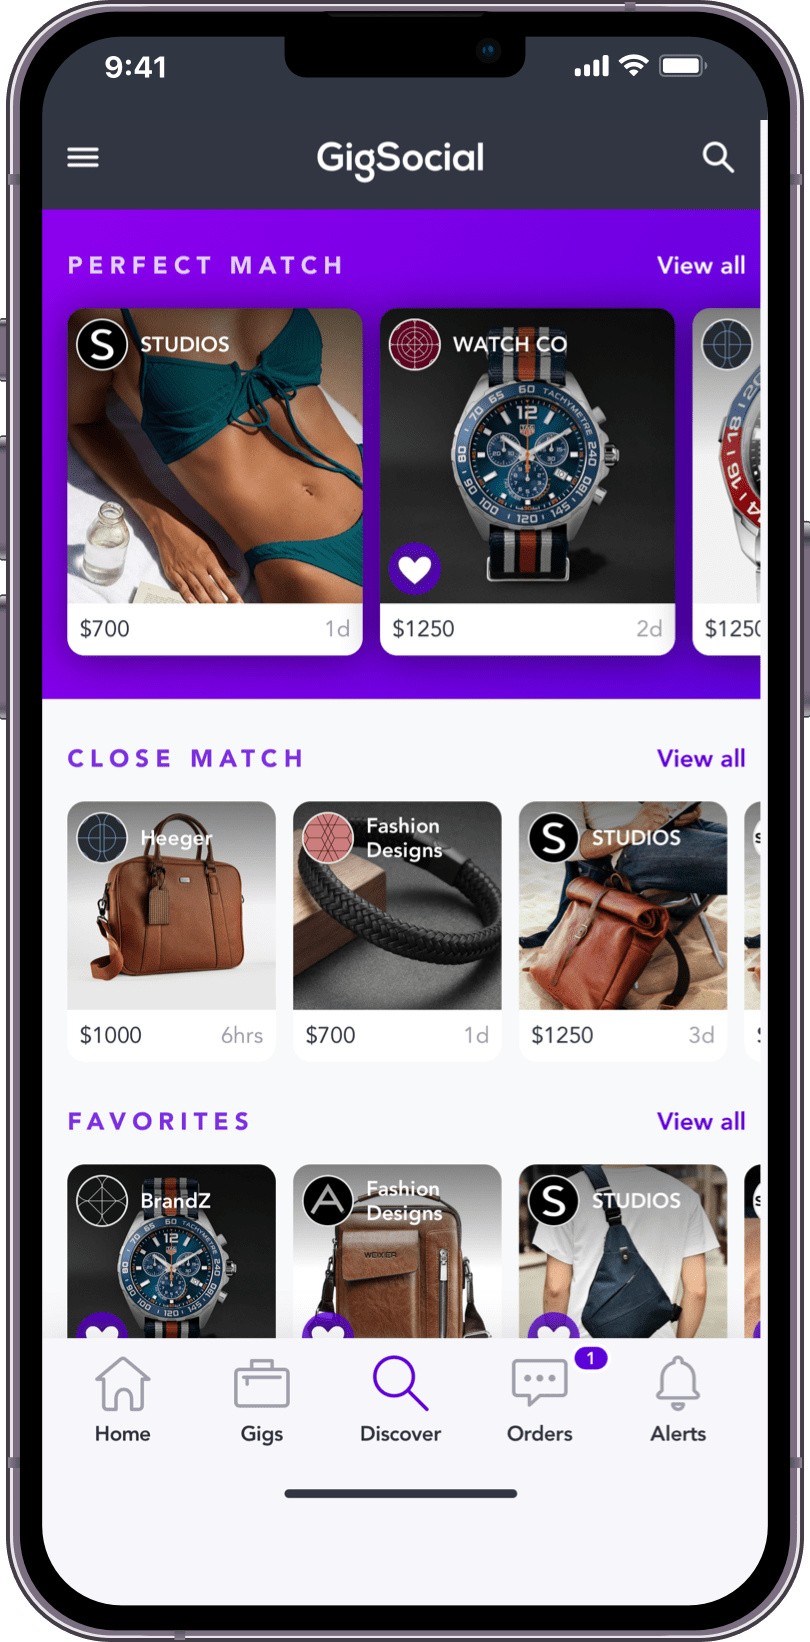 9:41
GigSocial
PERFECT MATCH
View all
S STUDIOS
WATCH CO
$700
1d
$1250
2d
$1250
CLOSE MATCH
View all
Heeger
Fashion
Designs
S STUDIOS
$1000
6hrs
$700
1d
$1250
3d
FAVORITES
View all
BrandZ
A Fashion
Designs
S STUDIOS
WEIXIER
1
Home
Gigs
Discover
Orders
Alerts